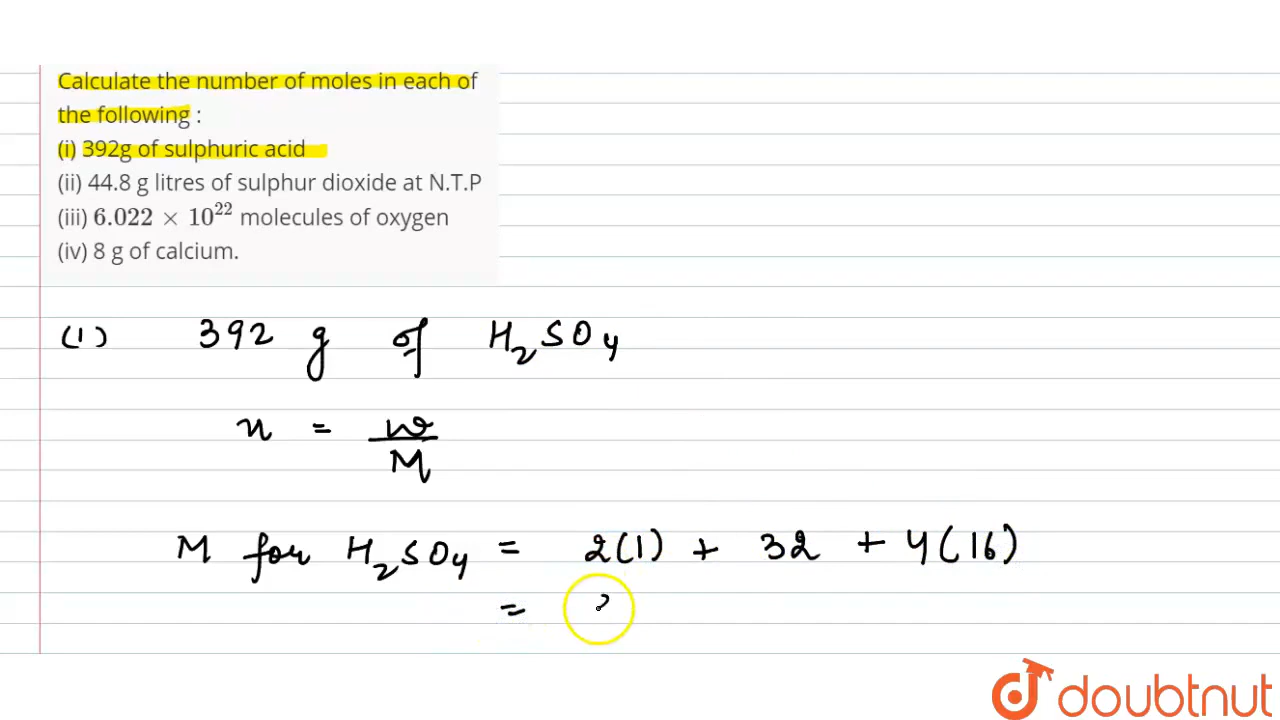 Calculate the number of moles in each of
the following :
(i) 392g of sulphuric acid
(ii) 44.8 g litres of sulphur dioxide at N.T.P
(iii) 6.022 × 10²² molecules of oxygen
(iv) 8 g of calcium.
(1) 392 g of H₂SO₄
n = w/M
M for H₂SO₄ = 2(1) + 32 + 4(16)
=
doubtnut